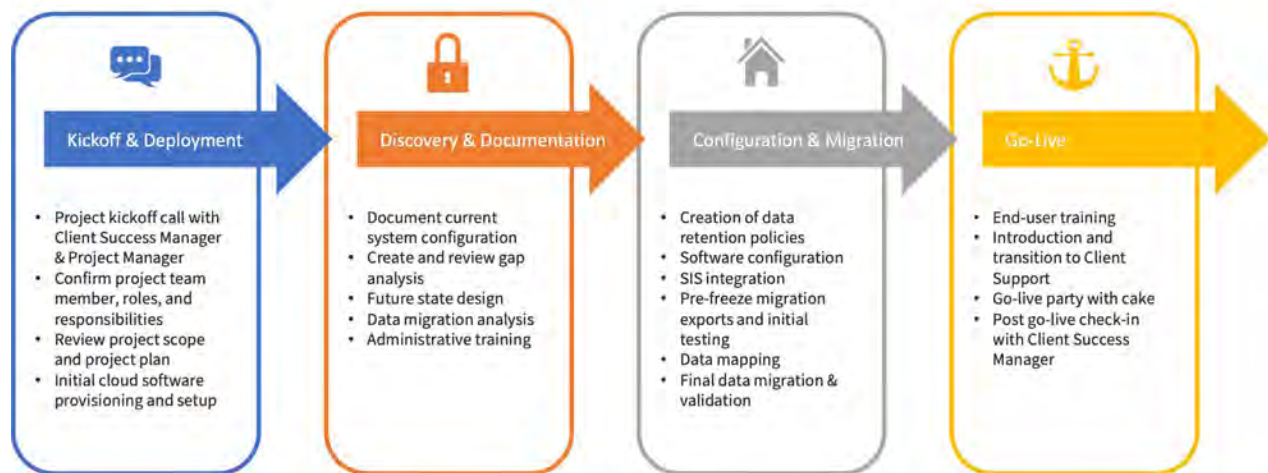 Kickoff & Deployment
• Project kickoff call with
Client Success Manager
& Project Manager
• Confirm project team
member, roles, and
responsibilities
• Review project scope
and project plan
• Initial cloud software
provisioning and setup
Discovery & Documentation
• Document current
system configuration
• Create and review gap
analysis
• Future state design
• Data migration analysis
• Administrative training
Configuration & Migration
• Creation of data
retention policies
• Software configuration
• SIS integration
• Pre-freeze migration
exports and initial
testing
• Data mapping
• Final data migration &
validation
Go-Live
• End-user training
• Introduction and
transition to Client
Support
• Go-live party with cake
• Post go-live check-in
with Client Success
Manager